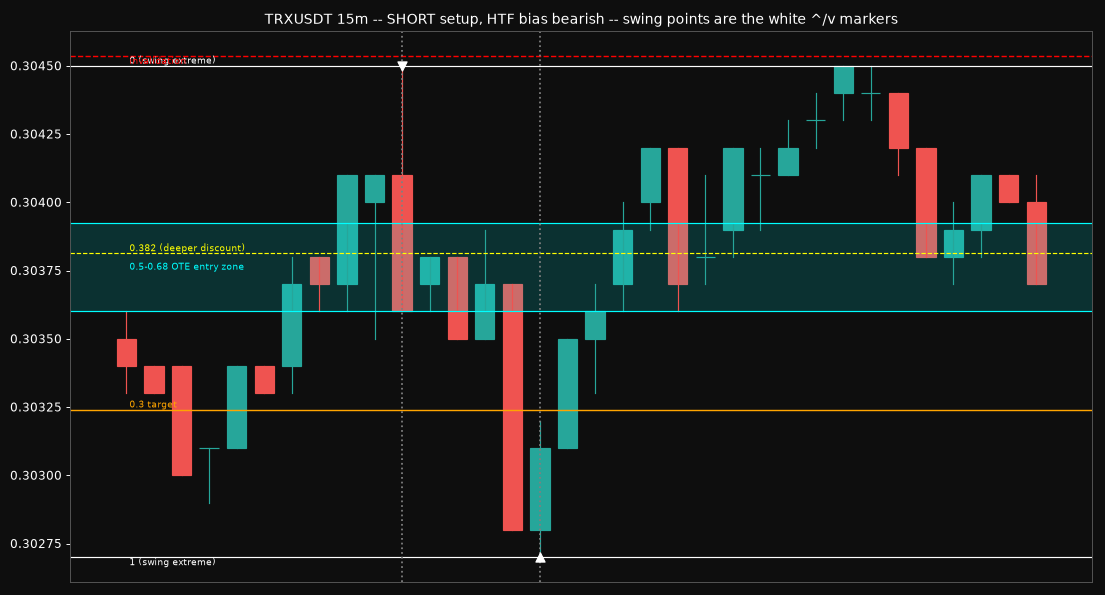 TRXUSDT 15m -- SHORT setup, HTF bias bearish -- swing points are the white ^/v markers
0 (swing extreme)
0.30450
0.30425
0.30400
0.382 (deeper discount)
0.5-0.68 OTE entry zone
0.30375
0.30350
0.30325
0.3 target
0.30300
0.30275
1 (swing extreme)